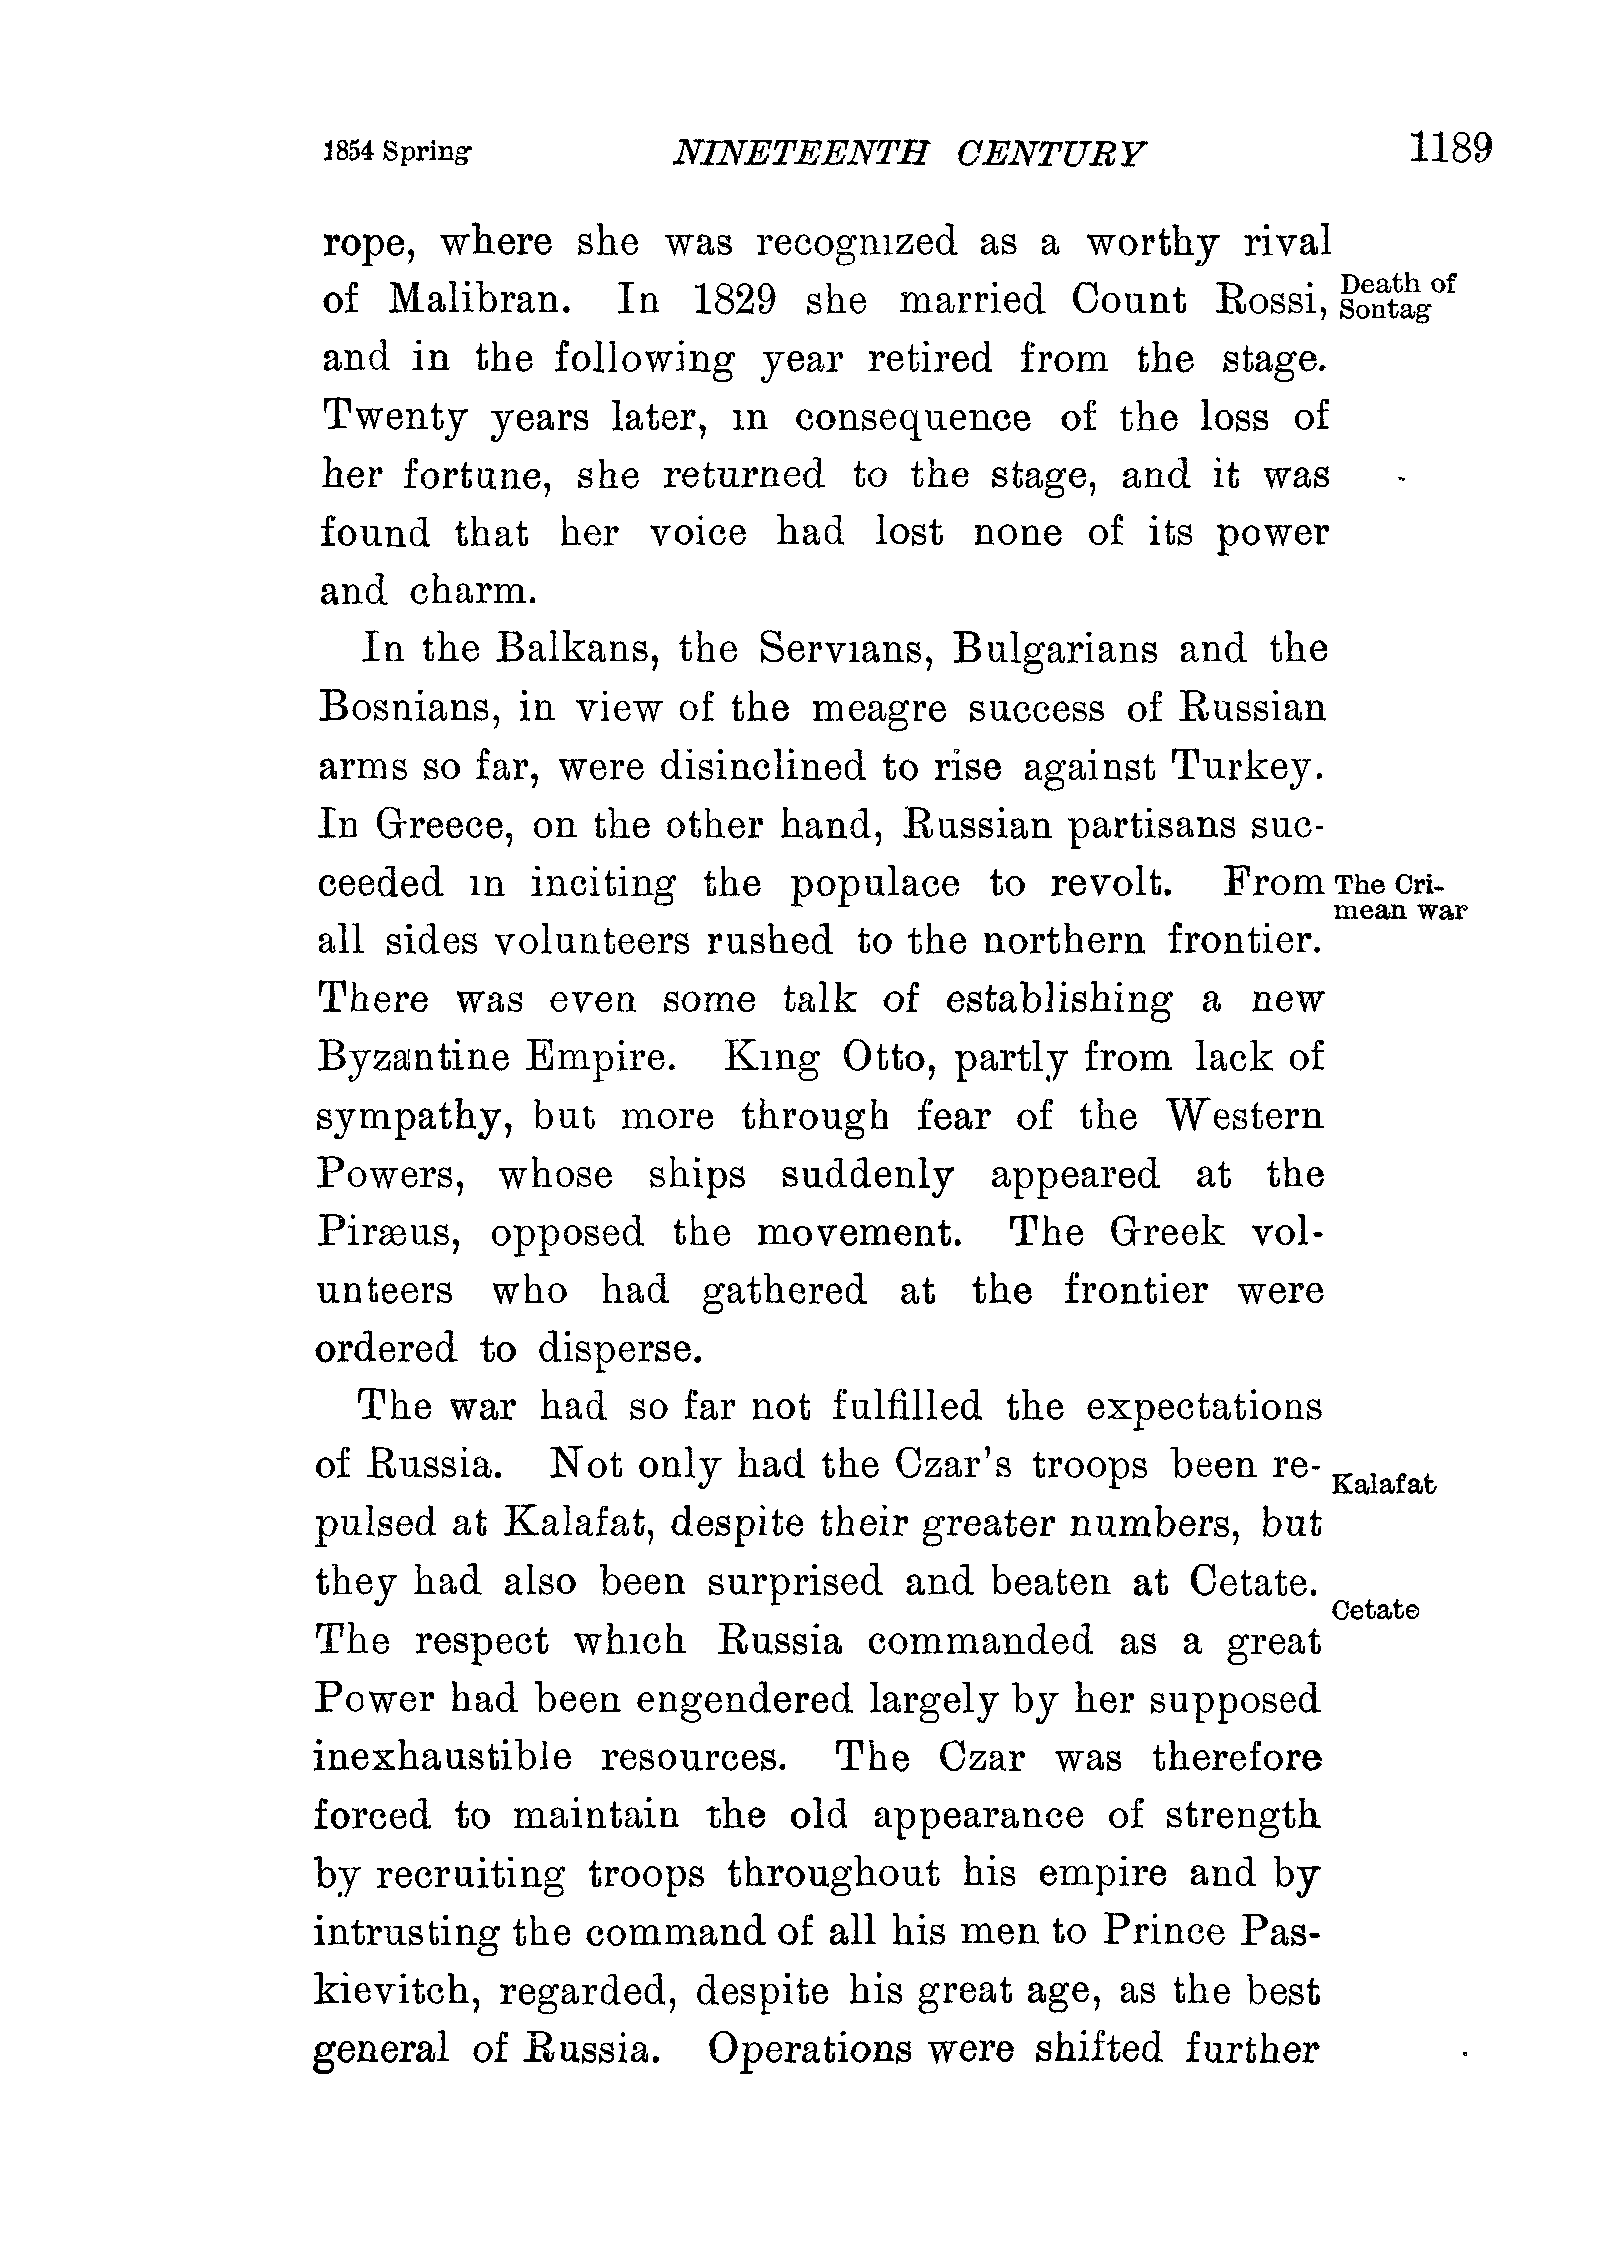 1854 Spring NINETEENTH CENTURY 1189
rope, where she was recognized as a worthy rival
of Malibran. In 1829 she married Count Rossi,
Death of
Sontag
and in the following year retired from the stage.
Twenty years later, in consequence of the loss of
her fortune, she returned to the stage, and it was
found that her voice had lost none of its power
and charm.
In the Balkans, the Servians, Bulgarians and the
Bosnians, in view of the meagre success of Russian
arms so far, were disinclined to rise against Turkey.
In Greece, on the other hand, Russian partisans suc-
ceeded in inciting the populace to revolt. From
The Cri-
mean war
all sides volunteers rushed to the northern frontier.
There was even some talk of establishing a new
Byzantine Empire. King Otto, partly from lack of
sympathy, but more through fear of the Western
Powers, whose ships suddenly appeared at the
Piræus, opposed the movement. The Greek vol-
unteers who had gathered at the frontier were
ordered to disperse.
The war had so far not fulfilled the expectations
of Russia. Not only had the Czar's troops been re-
Kalafat
pulsed at Kalafat, despite their greater numbers, but
they had also been surprised and beaten at Cetate.
Cetate
The respect which Russia commanded as a great
Power had been engendered largely by her supposed
inexhaustible resources. The Czar was therefore
forced to maintain the old appearance of strength
by recruiting troops throughout his empire and by
intrusting the command of all his men to Prince Pas-
kievitch, regarded, despite his great age, as the best
general of Russia. Operations were shifted further